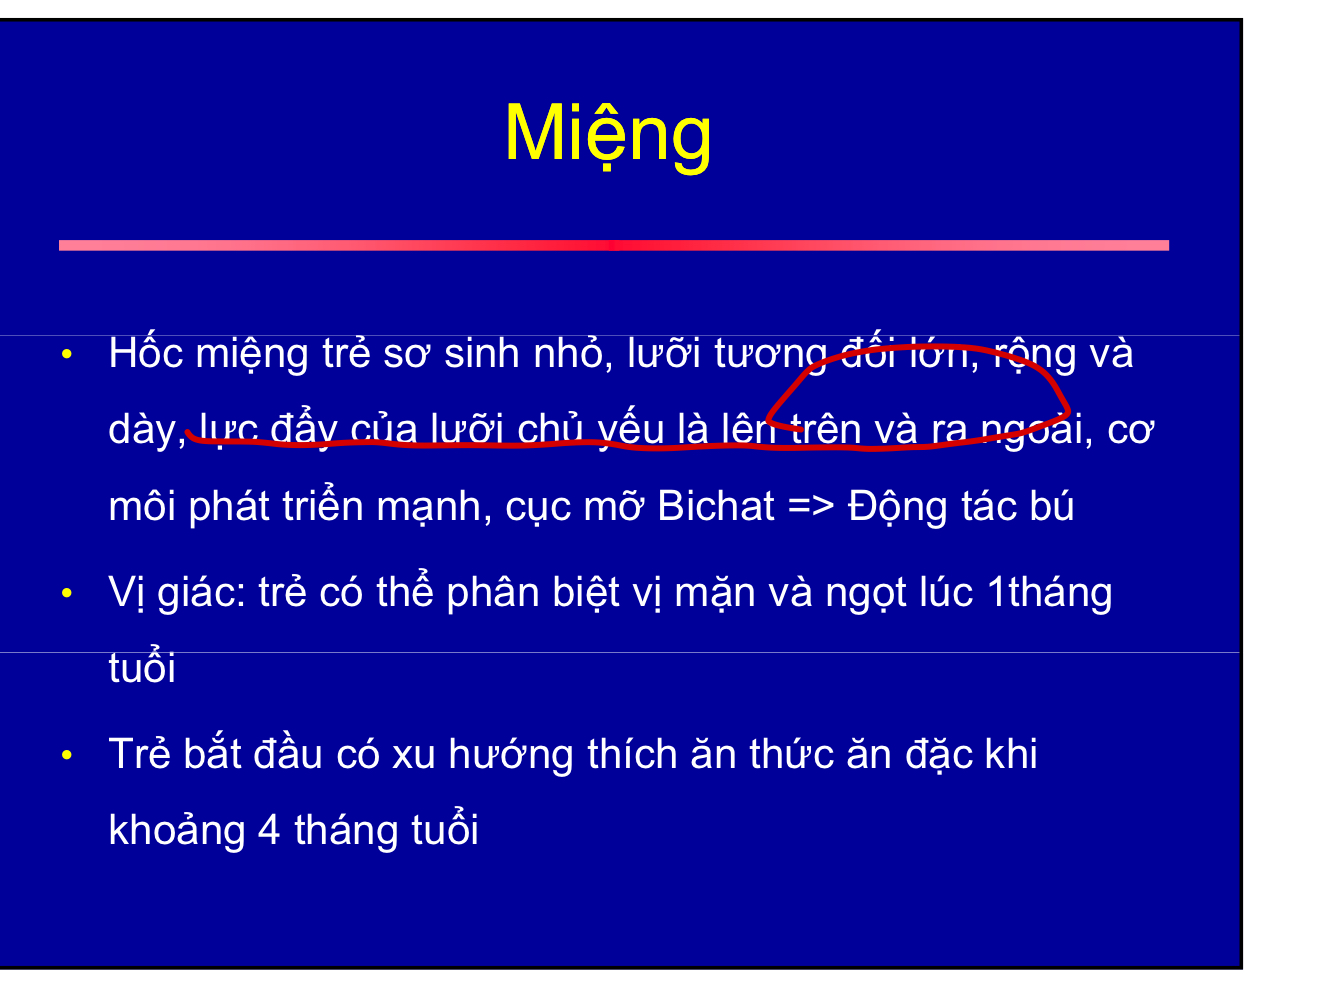 Miệng
• Hốc miệng trẻ sơ sinh nhỏ, lưỡi tương đối lớn, rộng và
dày, lực đẩy của lưỡi chủ yếu là lên trên và ra ngoài, cơ
môi phát triển mạnh, cục mỡ Bichat => Động tác bú
• Vị giác: trẻ có thể phân biệt vị mặn và ngọt lúc 1tháng
tuổi
• Trẻ bắt đầu có xu hướng thích ăn thức ăn đặc khi
khoảng 4 tháng tuổi